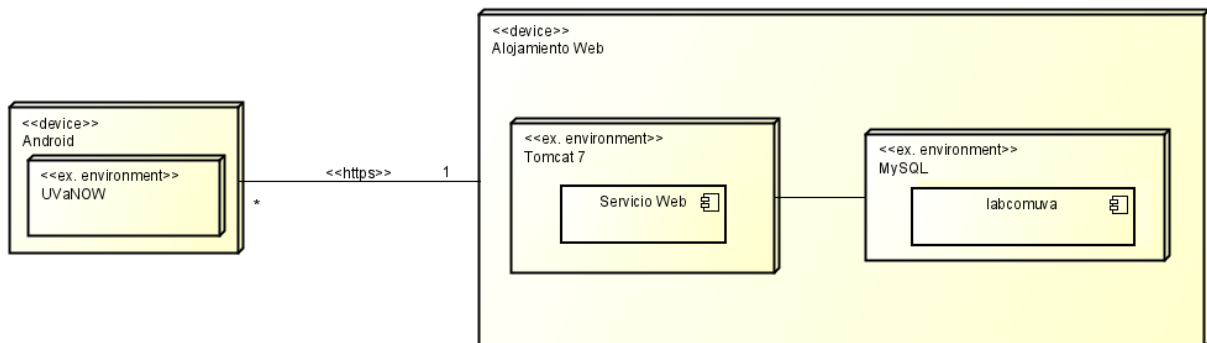 <<device>>
Alojamiento Web
<<device>>
Android
<<ex. environment>>
UVaNOW
<<https>>
1
*
<<ex. environment>>
Tomcat 7
Servicio Web
<<ex. environment>>
MySQL
labcomuva